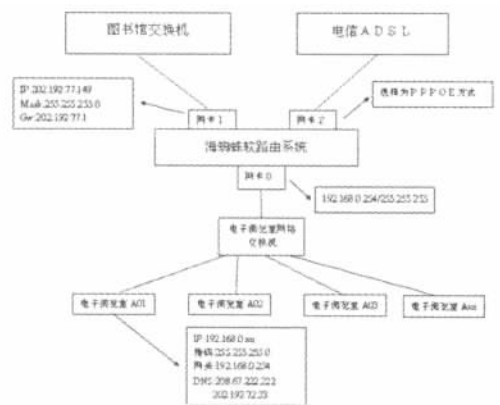 图书馆交换机
电信ADSL
IP:202.192.77.149
Mask:255.255.255.0
Gw:202.192.77.1
选择为PPPOE方式
网卡1
网卡2
海蜘蛛软路由系统
网卡0
192.168.0.254/255.255.255
电子阅览室网络
交换机
电子阅览室A01
电子阅览室A02
电子阅览室A03
电子阅览室Axx
IP:192.168.0.xx
掩码:255.255.255.0
网关:192.168.0.254
DNS:208.67.222.222
202.192.72.33